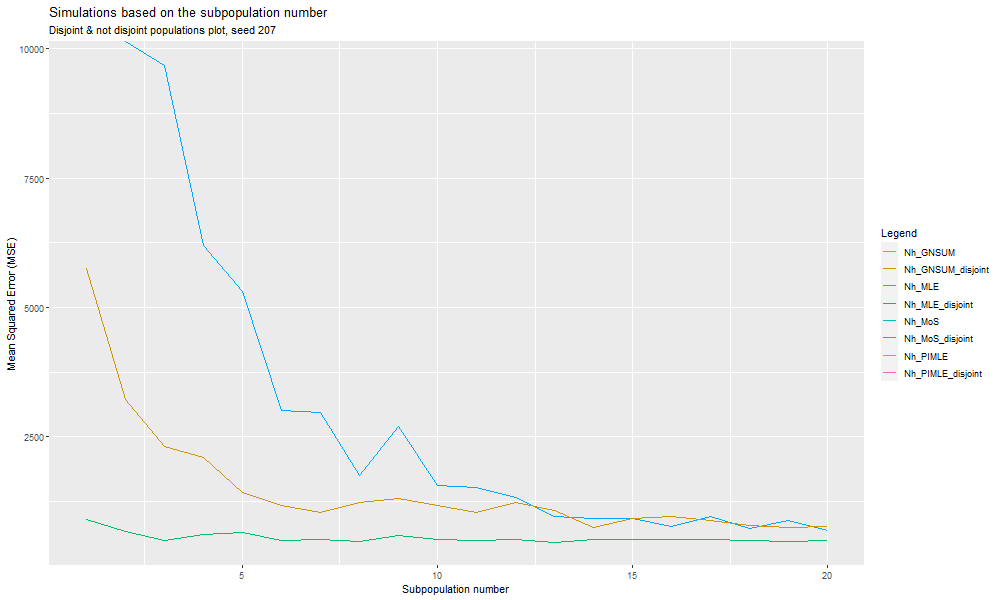 Simulations based on the subpopulation number
Disjoint & not disjoint populations plot, seed 207
10000
7500
5000
2500
Mean Squared Error (MSE)
5 10 15 20
Subpopulation number
Legend
Nh_GNSUM
Nh_GNSUM_disjoint
Nh_MLE
Nh_MLE_disjoint
Nh_MoS
Nh_MoS_disjoint
Nh_PIMLE
Nh_PIMLE_disjoint